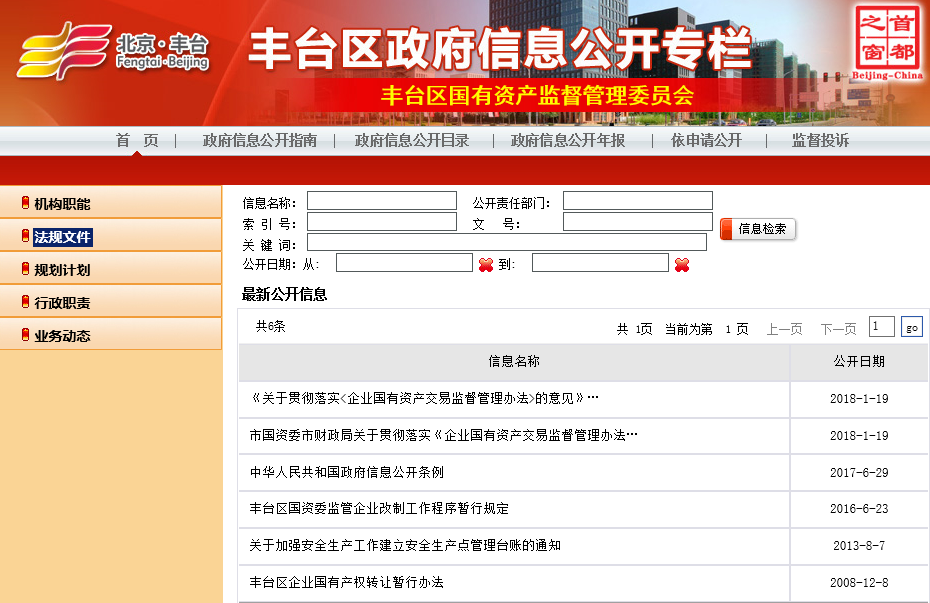 北京·丰台
Fengtai·Beijing
丰台区政府信息公开专栏
丰台区国有资产监督管理委员会
首都
之窗
Beijing-China
首 页 | 政府信息公开指南 | 政府信息公开目录 | 政府信息公开年报 | 依申请公开 | 监督投诉
机构职能
法规文件
规划计划
行政职责
业务动态
信息名称： 公开责任部门：
索 引 号： 文 号：
信息检索
关 键 词：
公开日期：从： 到：
最新公开信息
共6条 共 1页 当前为第 1 页 上一页 下一页 1 go
信息名称 公开日期
《关于贯彻落实<企业国有资产交易监督管理办法>的意见》… 2018-1-19
市国资委市财政局关于贯彻落实《企业国有资产交易监督管理办法… 2018-1-19
中华人民共和国政府信息公开条例 2017-6-29
丰台区国资委监管企业改制工作程序暂行规定 2016-6-23
关于加强安全生产工作建立安全生产点管理台账的通知 2013-8-7
丰台区企业国有产权转让暂行办法 2008-12-8